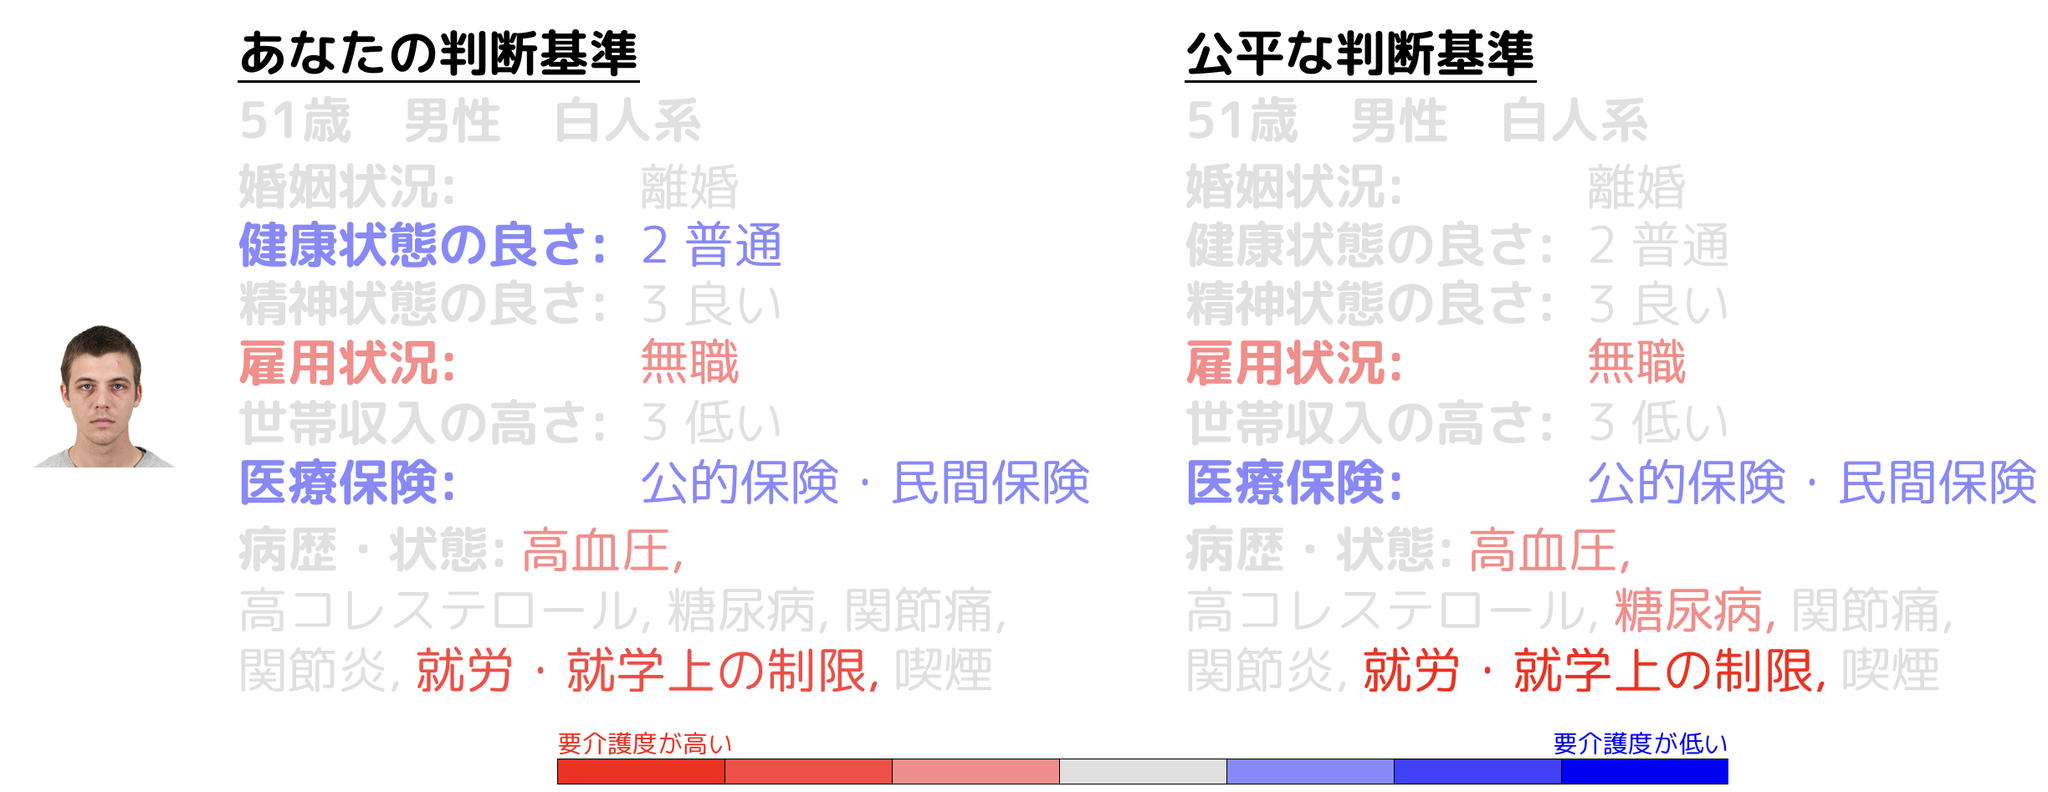 あなたの判断基準
51歳 男性 白人系
婚姻状況: 離婚
健康状態の良さ: 2 普通
精神状態の良さ: 3 良い
雇用状況: 無職
世帯収入の高さ: 3 低い
医療保険: 公的保険・民間保険
病歴・状態: 高血圧,
高コレステロール, 糖尿病, 関節痛,
関節炎, 就労・就学上の制限, 喫煙
公平な判断基準
51歳 男性 白人系
婚姻状況: 離婚
健康状態の良さ: 2 普通
精神状態の良さ: 3 良い
雇用状況: 無職
世帯収入の高さ: 3 低い
医療保険: 公的保険・民間保険
病歴・状態: 高血圧,
高コレステロール, 糖尿病, 関節痛,
関節炎, 就労・就学上の制限, 喫煙
要介護度が高い
要介護度が低い